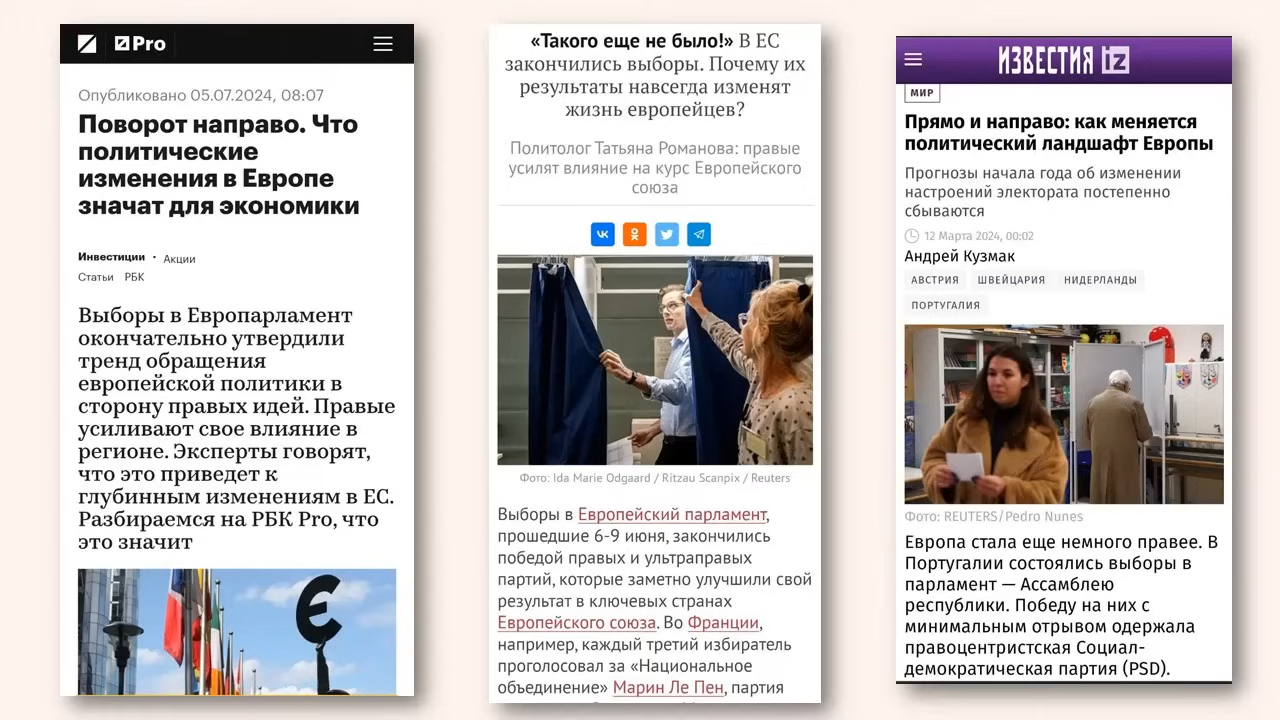 Pro
Опубликовано 05.07.2024, 08:07
Поворот направо. Что
политические
изменения в Европе
значат для экономики
Инвестиции · Акции
Статьи РБК
Выборы в Европарламент
окончательно утвердили
тренд обращения
европейской политики в
сторону правых идей. Правые
усиливают свое влияние в
регионе. Эксперты говорят,
что это приведет к
глубинным изменениям в ЕС.
Разбираемся на РБК Pro, что
это значит
«Такого еще не было!» В ЕС
закончились выборы. Почему их
результаты навсегда изменят
жизнь европейцев?
Политолог Татьяна Романова: правые
усилят влияние на курс Европейского
союза
Фото: Ida Marie Odgaard / Ritzau Scanpix / Reuters
Выборы в Европейский парламент,
прошедшие 6-9 июня, закончились
победой правых и ультраправых
партий, которые заметно улучшили свой
результат в ключевых странах
Европейского союза. Во Франции,
например, каждый третий избиратель
проголосовал за «Национальное
объединение» Марин Ле Пен, партия
ИЗВЕСТИЯ iz
МИР
Прямо и направо: как меняется
политический ландшафт Европы
Прогнозы начала года об изменении
настроений электората постепенно
сбываются
12 Марта 2024, 00:02
Андрей Кузмак
АВСТРИЯ ШВЕЙЦАРИЯ НИДЕРЛАНДЫ
ПОРТУГАЛИЯ
Фото: REUTERS/Pedro Nunes
Европа стала еще немного правее. В
Португалии состоялись выборы в
парламент — Ассамблею
республики. Победу на них с
минимальным отрывом одержала
правоцентристская Социал-
демократическая партия (PSD).